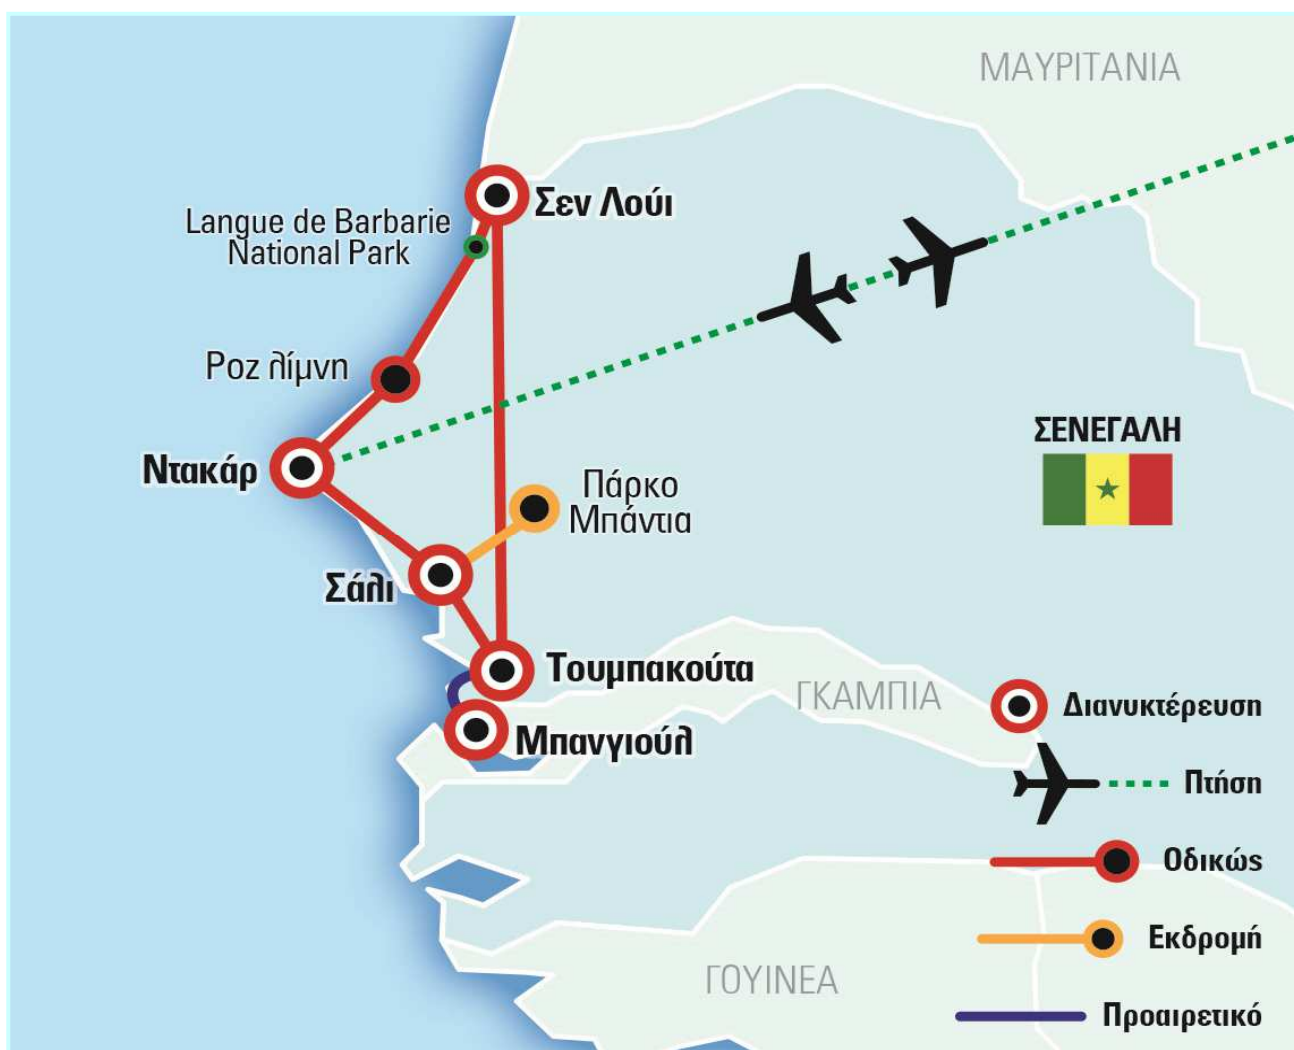 ΜΑΥΡΙΤΑΝΙΑ
Σεν Λούι
Langue de Barbarie
National Park
Ροζ λίμνη
ΣΕΝΕΓΑΛΗ
Ντακάρ
Πάρκο
Μπάντια
Σάλι
Τουμπακούτα
ΓΚΑΜΠΙΑ
Διανυκτέρευση
Μπανγιούλ
Πτήση
Οδικώς
Εκδρομή
ΓΟΥΙΝΕΑ
Προαιρετικό